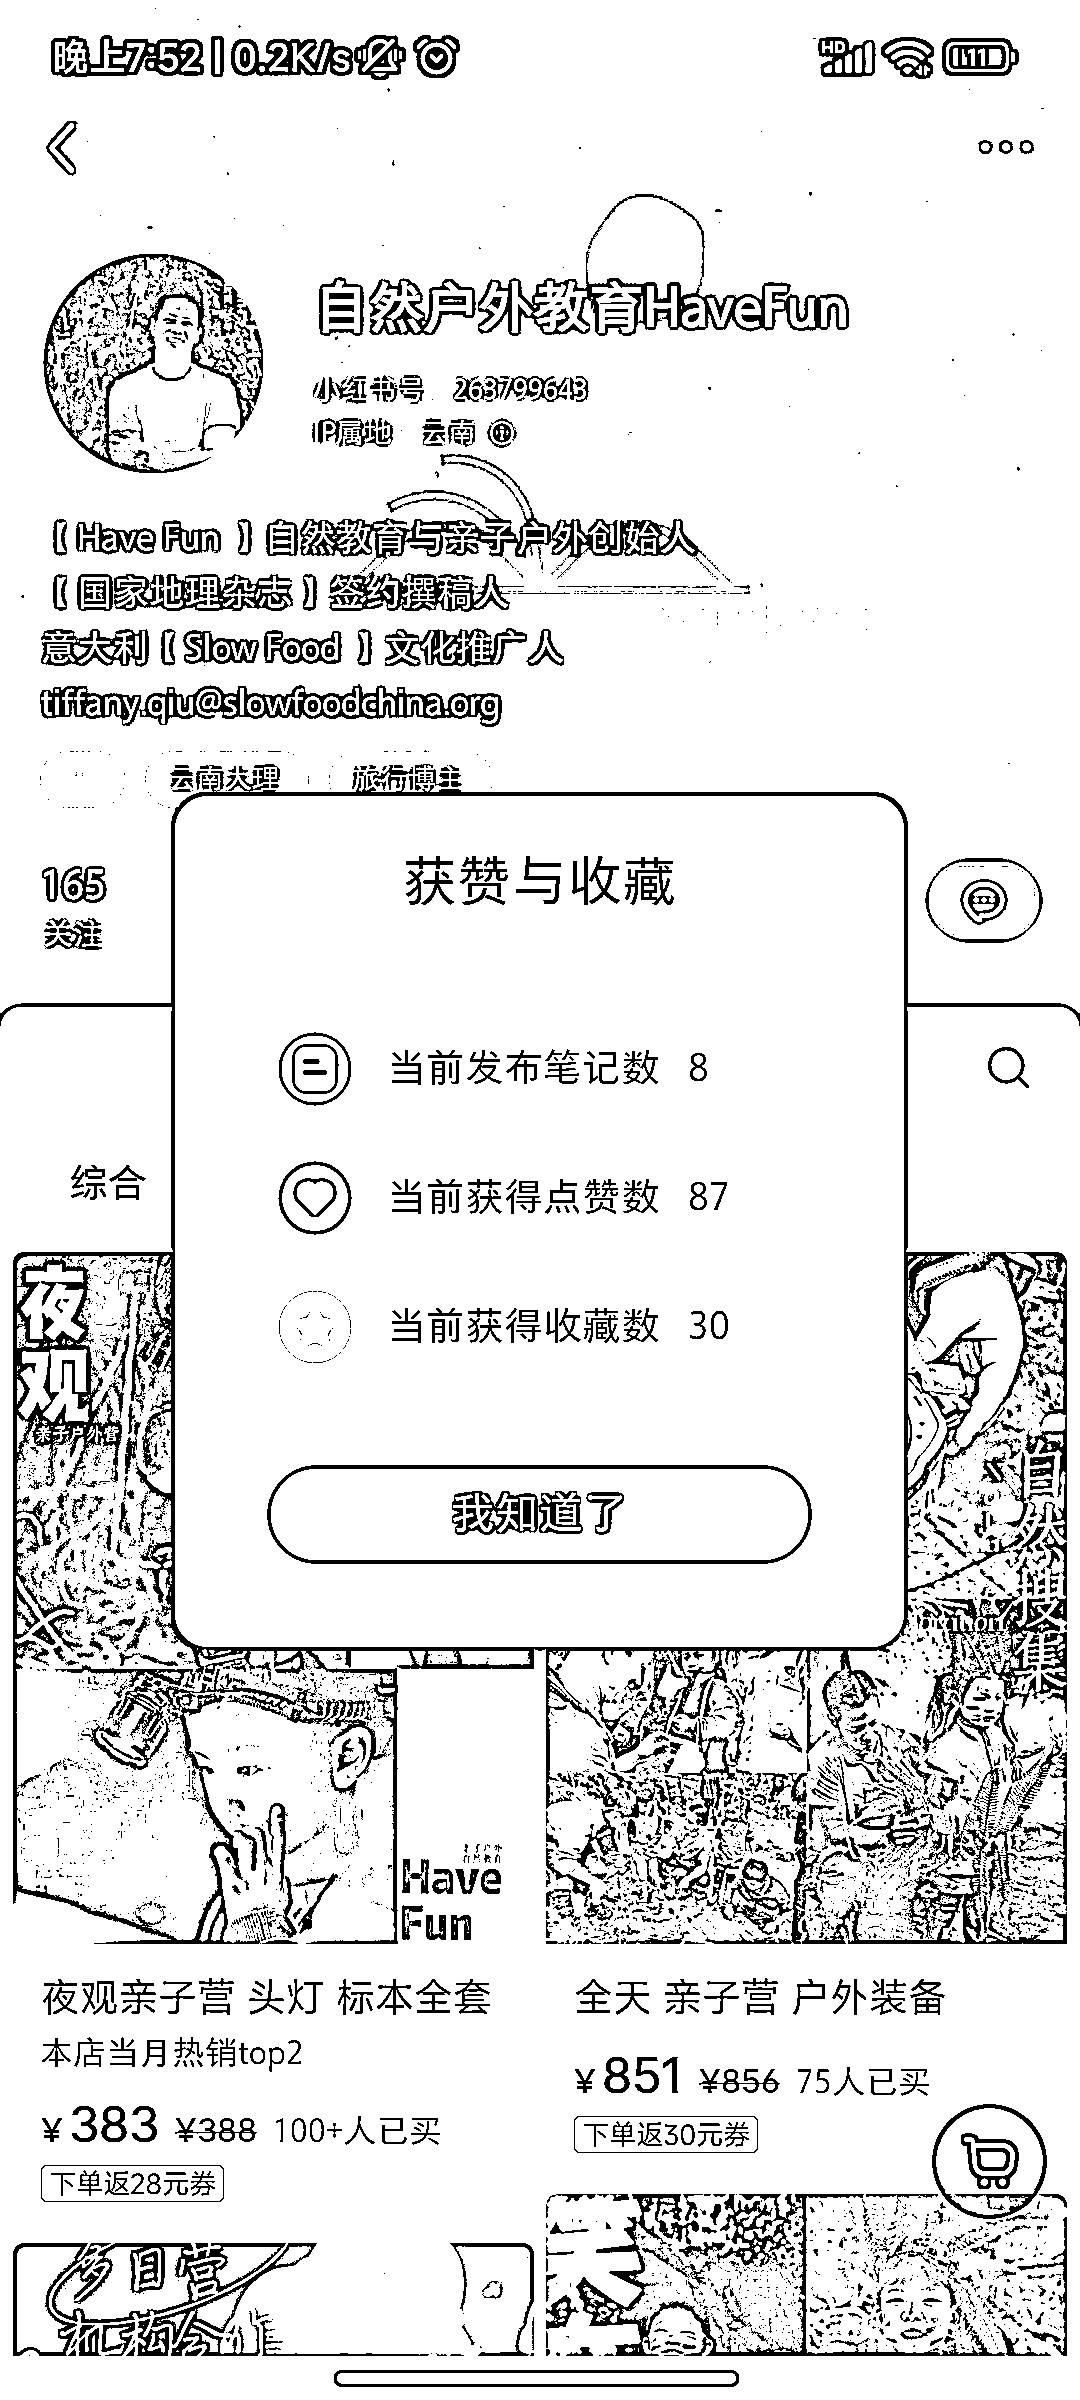 晚上7:52 | 0.2K/s
HD
11
自然户外教育HaveFun
小红书号 263799643
IP属地 云南
【 Have Fun 】自然教育与亲子户外创始人
【 国家地理杂志 】签约撰稿人
意大利【 Slow Food 】文化推广人
tiffany.qiu@slowfoodchina.org
云南大理
旅行博主
165
关注
获赞与收藏
当前发布笔记数 8
当前获得点赞数 87
当前获得收藏数 30
我知道了
综合
夜
观
亲子户外营
自然搜集
Have
Fun
夜观亲子营 头灯 标本全套
本店当月热销top2
¥383 ¥388 100+人已买
下单返28元券
全天 亲子营 户外装备
¥851 ¥856 75人已买
下单返30元券
多日营